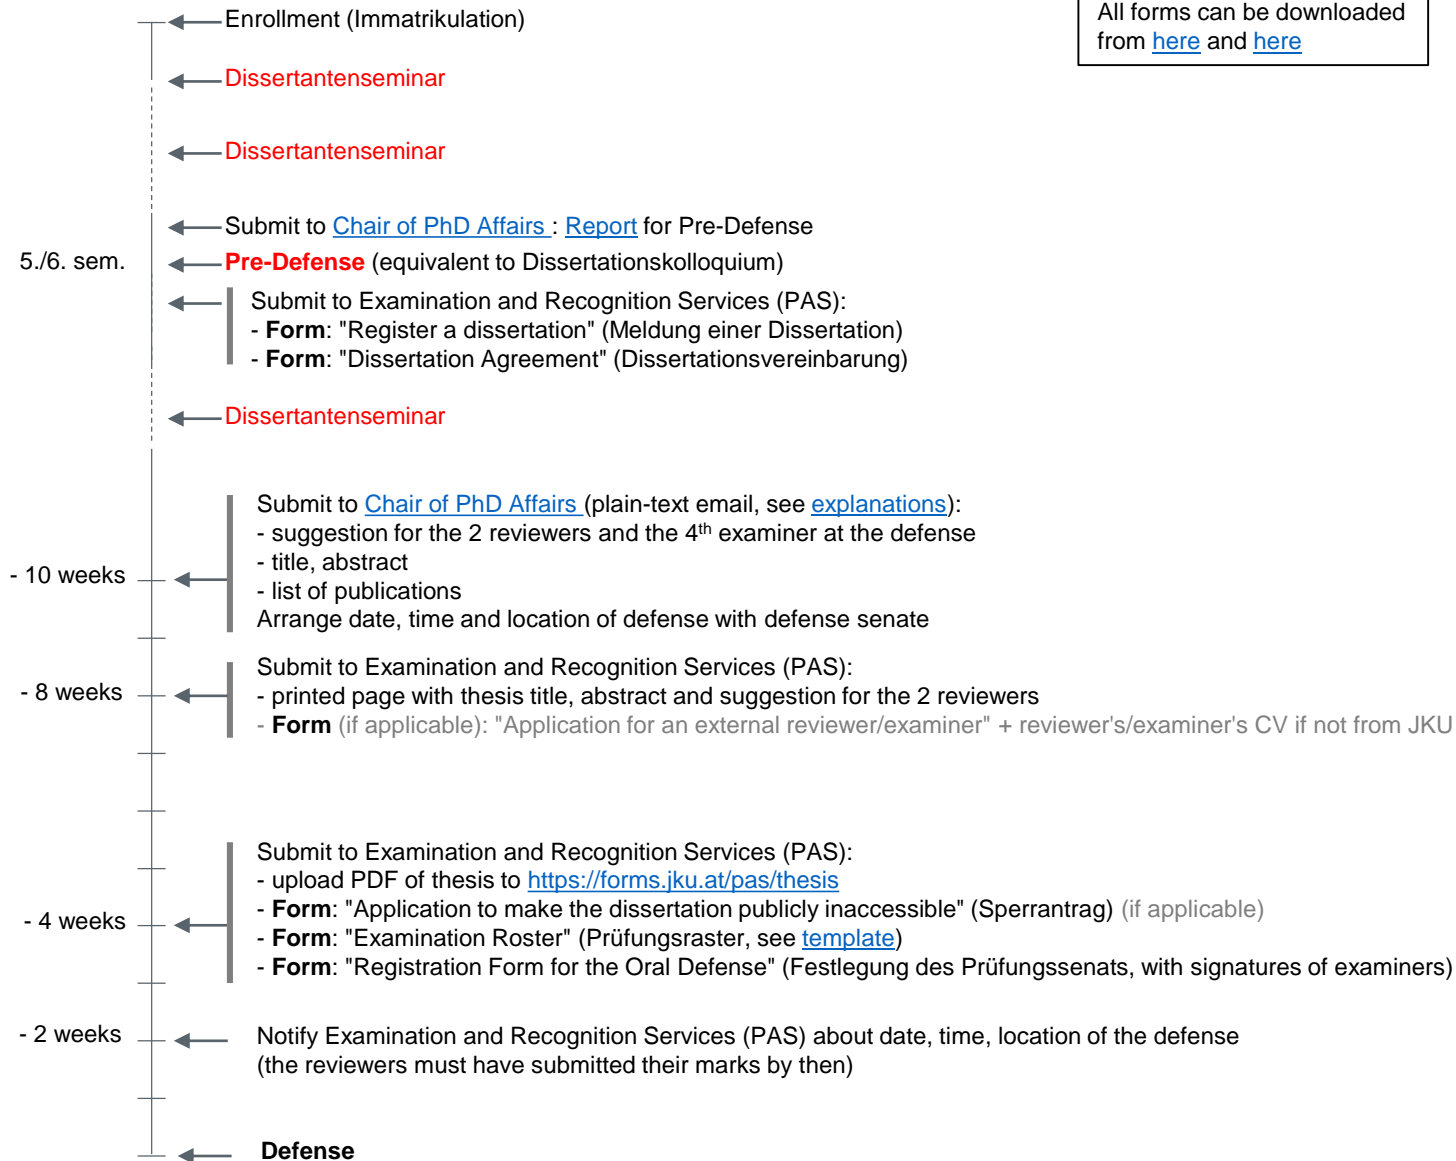 All forms can be downloaded
from here and here
Enrollment (Immatrikulation)
Dissertantenseminar
Dissertantenseminar
Submit to Chair of PhD Affairs : Report for Pre-Defense
5./6. sem.
Pre-Defense (equivalent to Dissertationskolloquium)
Submit to Examination and Recognition Services (PAS):
- Form: "Register a dissertation" (Meldung einer Dissertation)
- Form: "Dissertation Agreement" (Dissertationsvereinbarung)
Dissertantenseminar
Submit to Chair of PhD Affairs (plain-text email, see explanations):
- suggestion for the 2 reviewers and the 4th examiner at the defense
- title, abstract
- 10 weeks
- list of publications
Arrange date, time and location of defense with defense senate
Submit to Examination and Recognition Services (PAS):
- 8 weeks
- printed page with thesis title, abstract and suggestion for the 2 reviewers
- Form (if applicable): "Application for an external reviewer/examiner" + reviewer's/examiner's CV if not from JKU
Submit to Examination and Recognition Services (PAS):
- upload PDF of thesis to https://forms.jku.at/pas/thesis
- 4 weeks
- Form: "Application to make the dissertation publicly inaccessible" (Sperrantrag) (if applicable)
- Form: "Examination Roster" (Prüfungsraster, see template)
- Form: "Registration Form for the Oral Defense" (Festlegung des Prüfungssenats, with signatures of examiners)
- 2 weeks
Notify Examination and Recognition Services (PAS) about date, time, location of the defense
(the reviewers must have submitted their marks by then)
Defense